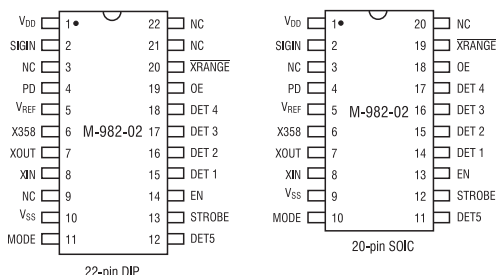 VDD 1 22 NC
SIGIN 2 21 NC
NC 3 20 XRANGE
PD 4 19 OE
VREF 5 18 DET 4
X358 6 M-982-02 17 DET 3
XOUT 7 16 DET 2
XIN 8 15 DET 1
NC 9 14 EN
VSS 10 13 STROBE
MODE 11 12 DET5
22-pin DIP
VDD 1 20 NC
SIGIN 2 19 XRANGE
NC 3 18 OE
PD 4 17 DET 4
VREF 5 M-982-02 16 DET 3
X358 6 15 DET 2
XOUT 7 14 DET 1
XIN 8 13 EN
VSS 9 12 STROBE
MODE 10 11 DET5
20-pin SOIC